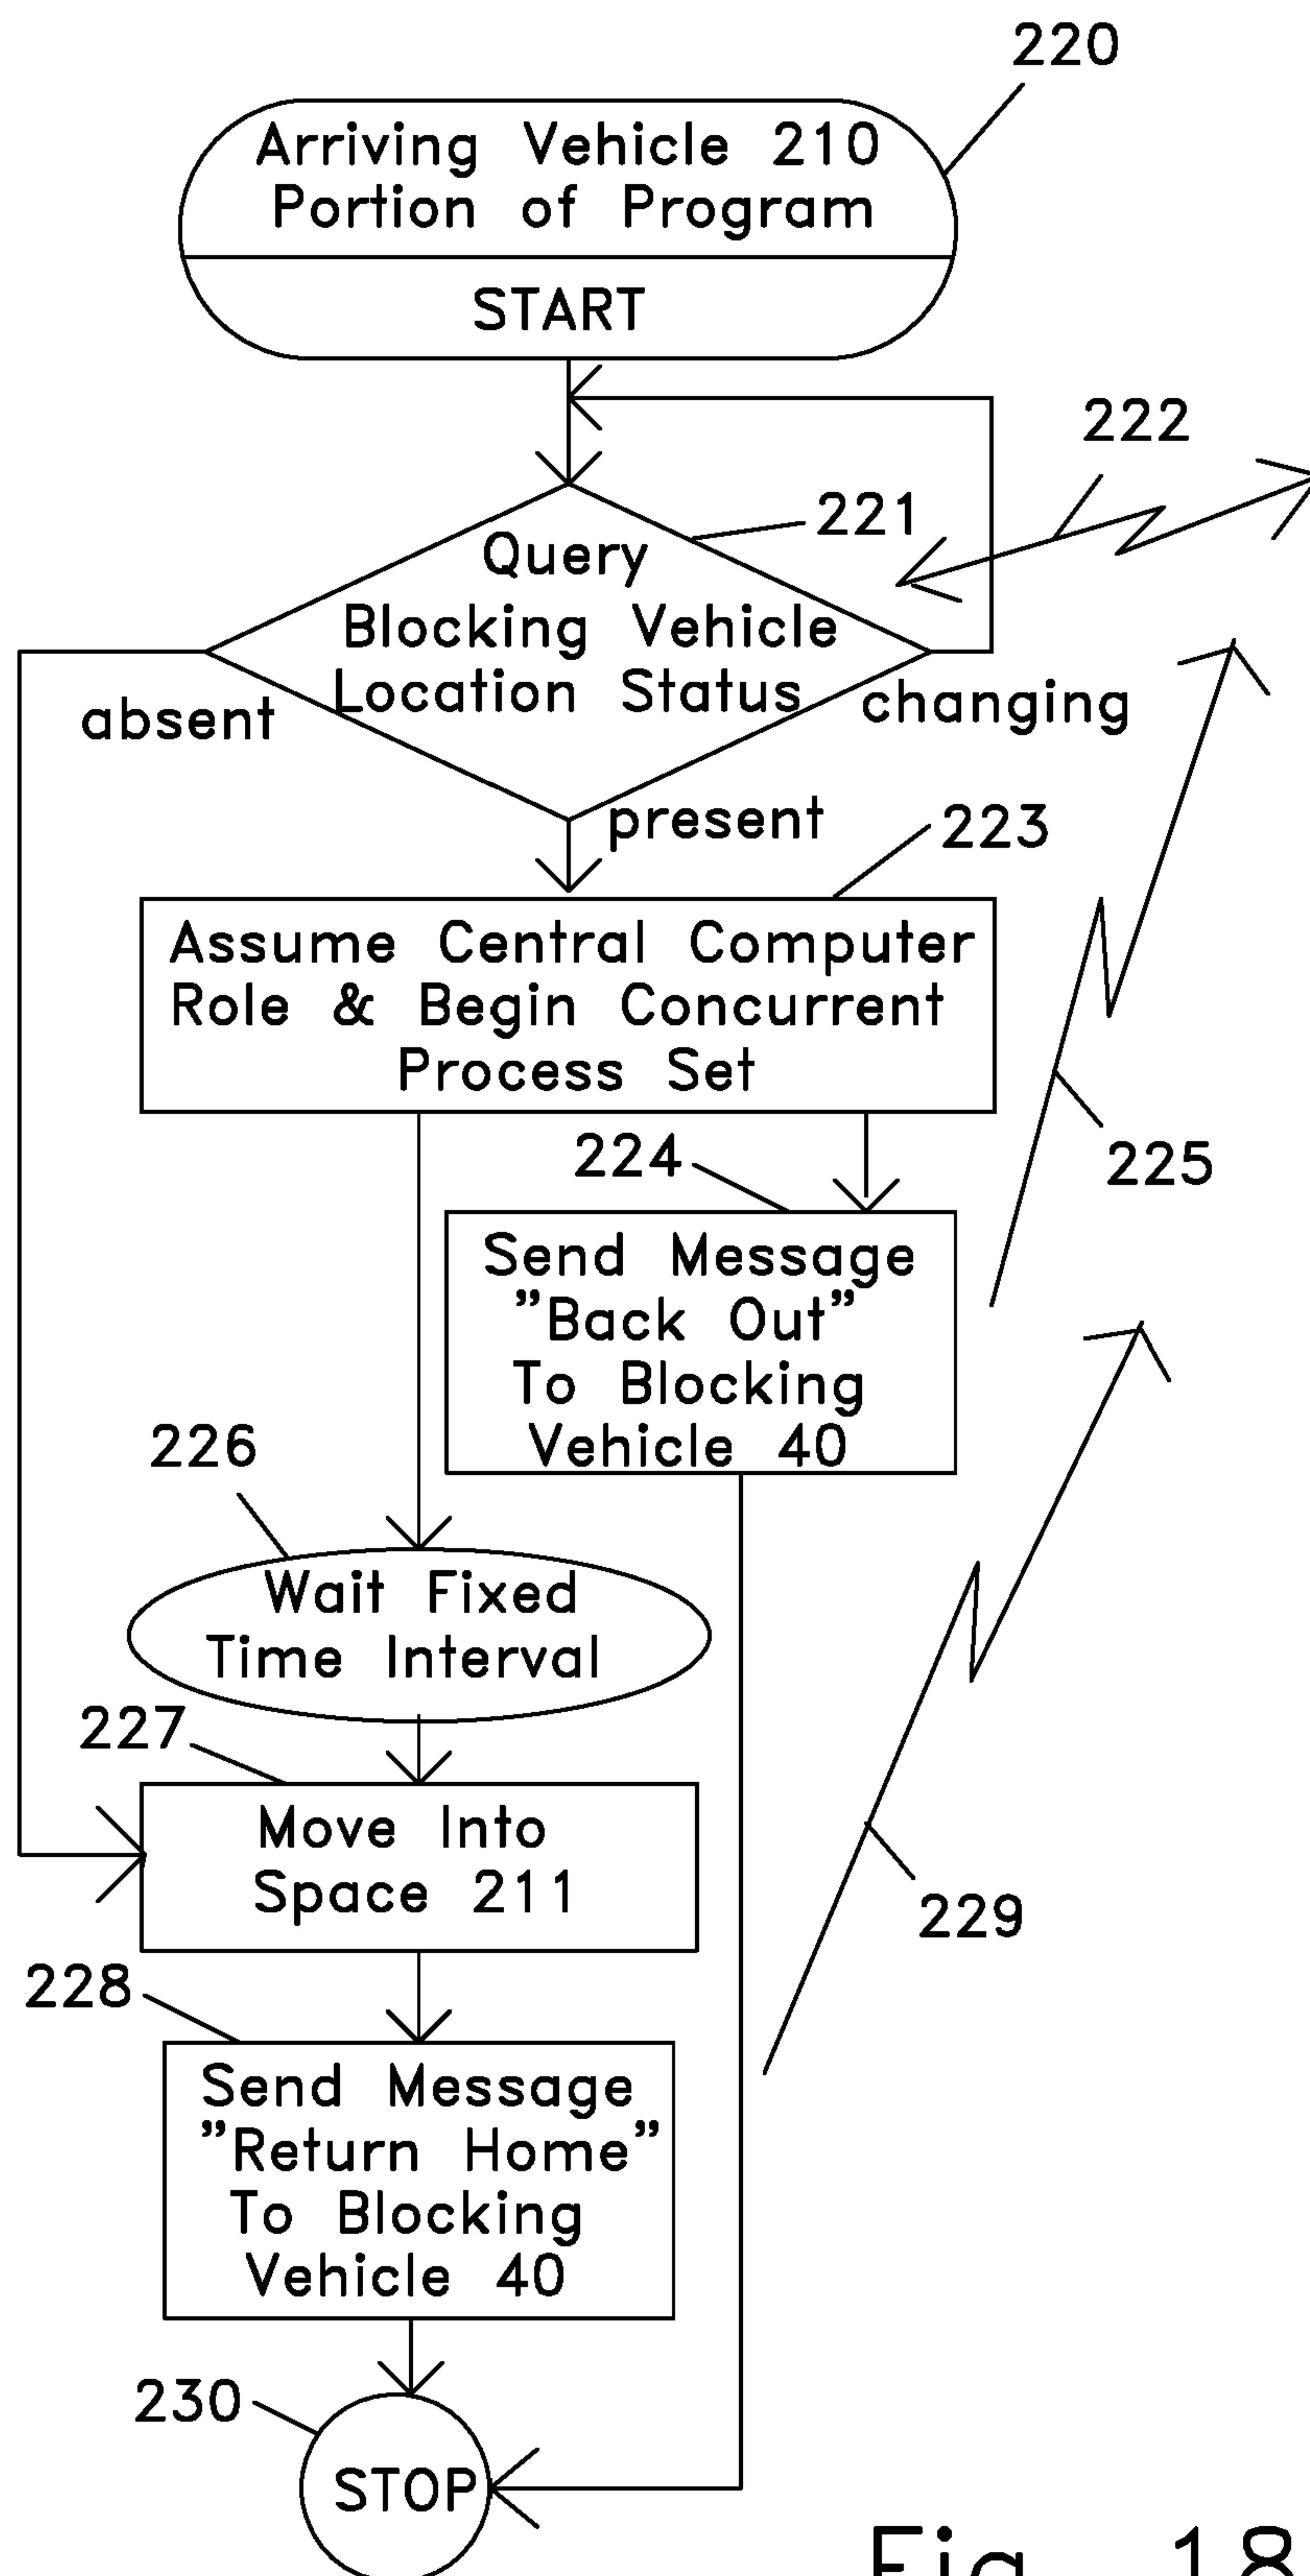 220
Arriving Vehicle 210
Portion of Program
START
222
221
Query
Blocking Vehicle
Location Status
absent
changing
present
223
Assume Central Computer
Role & Begin Concurrent
Process Set
224
225
Send Message
”Back Out”
To Blocking
Vehicle 40
226
Wait Fixed
Time Interval
227
Move Into
Space 211
229
228
Send Message
”Return Home”
To Blocking
Vehicle 40
230
STOP
Fig. 18